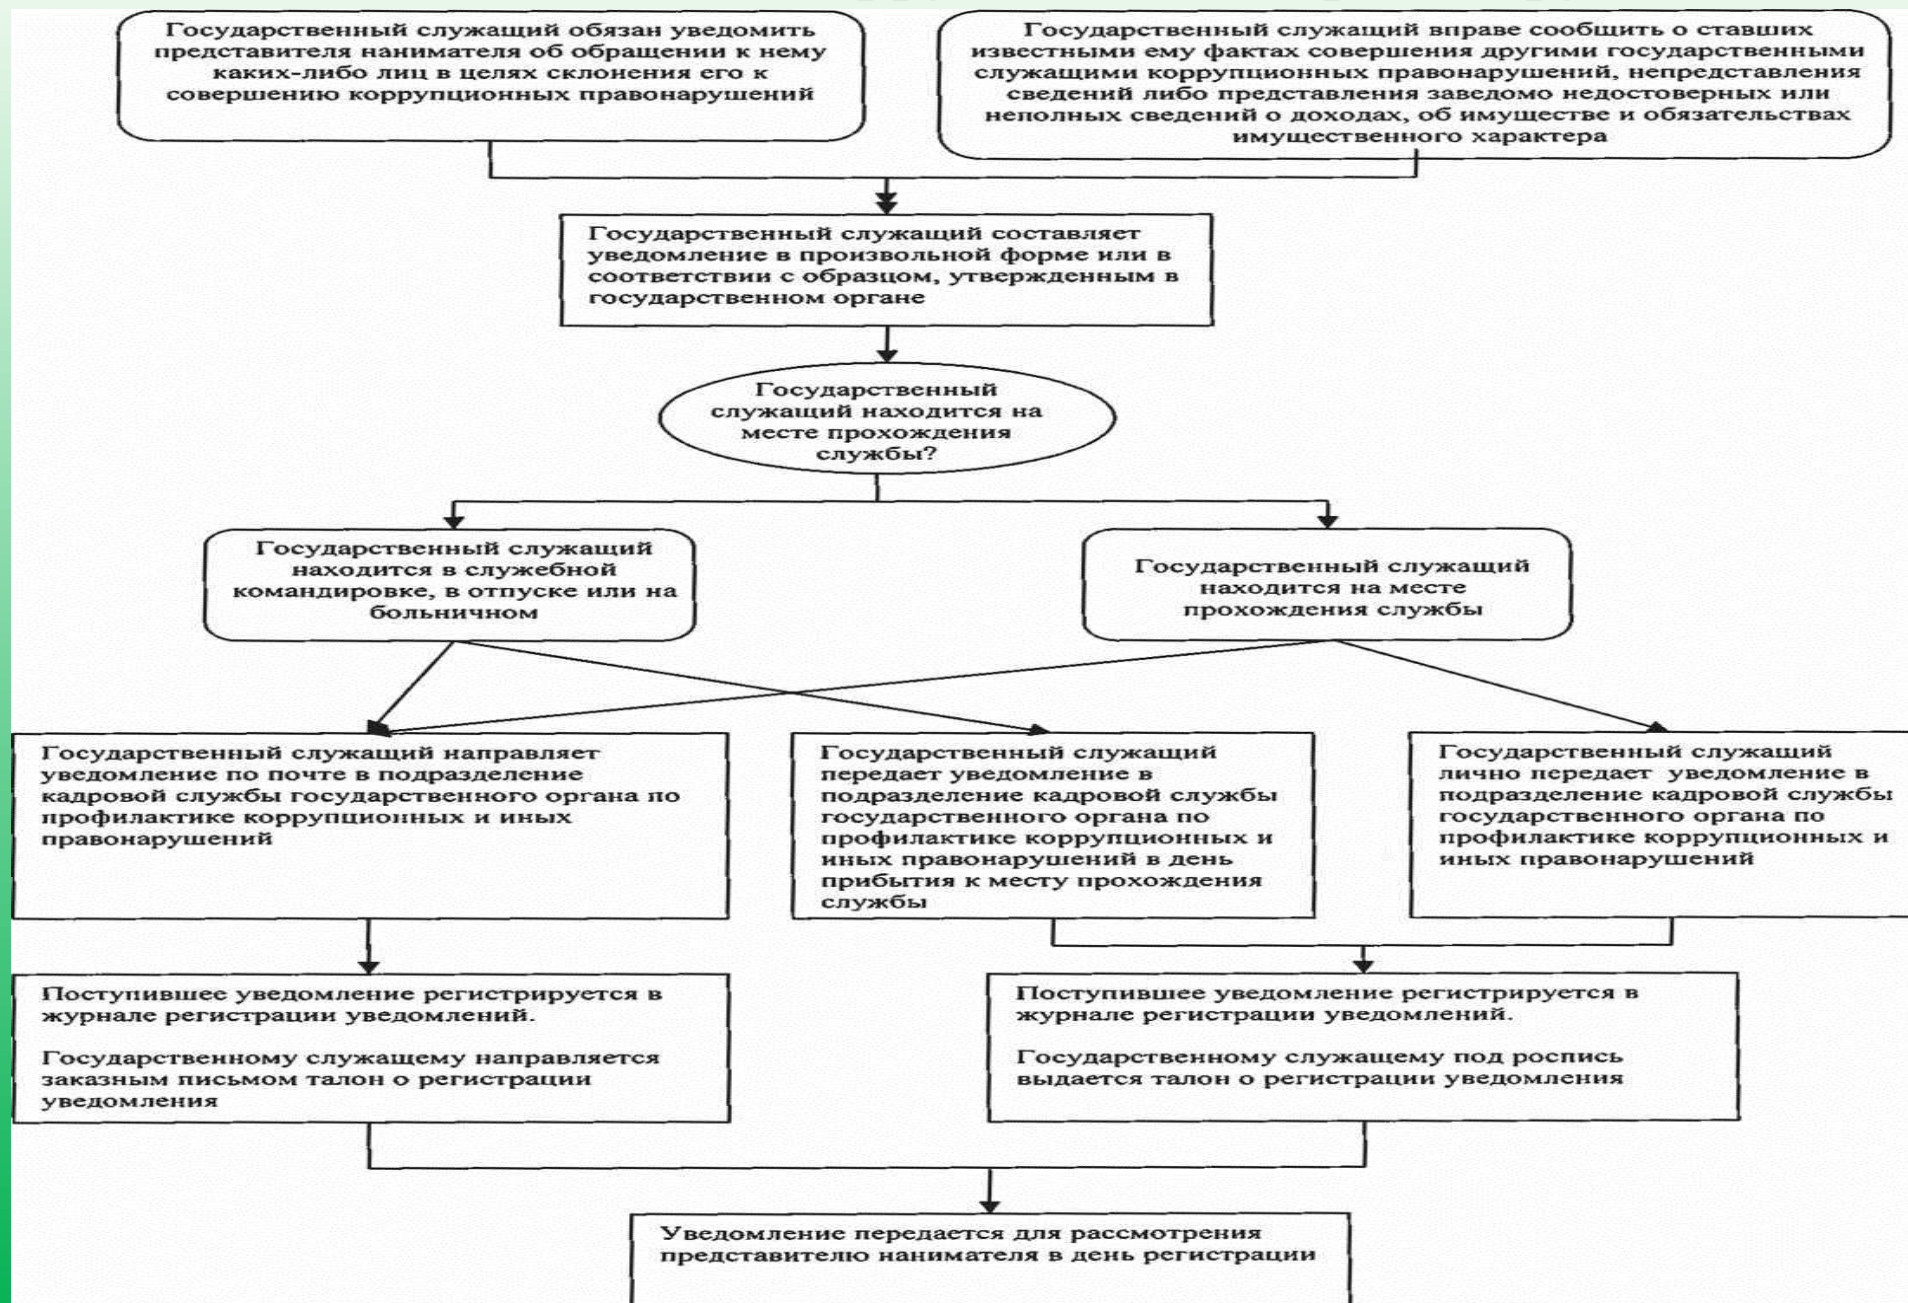 Государственный служащий обязан уведомить
представителя нанимателя об обращении к нему
каких-либо лиц в целях склонения его к
совершению коррупционных правонарушений
Государственный служащий вправе сообщить о ставших
известными ему фактах совершения другими государственными
служащими коррупционных правонарушений, непредставления
сведений либо представления заведомо недостоверных или
неполных сведений о доходах, об имуществе и обязательствах
имущественного характера
Государственный служащий составляет
уведомление в произвольной форме или в
соответствии с образцом, утвержденным в
государственном органе
Государственный
служащий находится на
месте прохождения
службы?
Государственный служащий
находится в служебной
командировке, в отпуске или на
больничном
Государственный служащий
находится на месте
прохождения службы
Государственный служащий направляет
уведомление по почте в подразделение
кадровой службы государственного органа по
профилактике коррупционных и иных
правонарушений
Государственный служащий
передает уведомление в
подразделение кадровой службы
государственного органа по
профилактике коррупционных и
иных правонарушений в день
прибытия к месту прохождения
службы
Государственный служащий
лично передает уведомление в
подразделение кадровой службы
государственного органа по
профилактике коррупционных и
иных правонарушений
Поступившее уведомление регистрируется в
журнале регистрации уведомлений.
Государственному служащему направляется
заказным письмом талон о регистрации
уведомления
Поступившее уведомление регистрируется в
журнале регистрации уведомлений.
Государственному служащему под роспись
выдается талон о регистрации уведомления
Уведомление передается для рассмотрения
представителю нанимателя в день регистрации